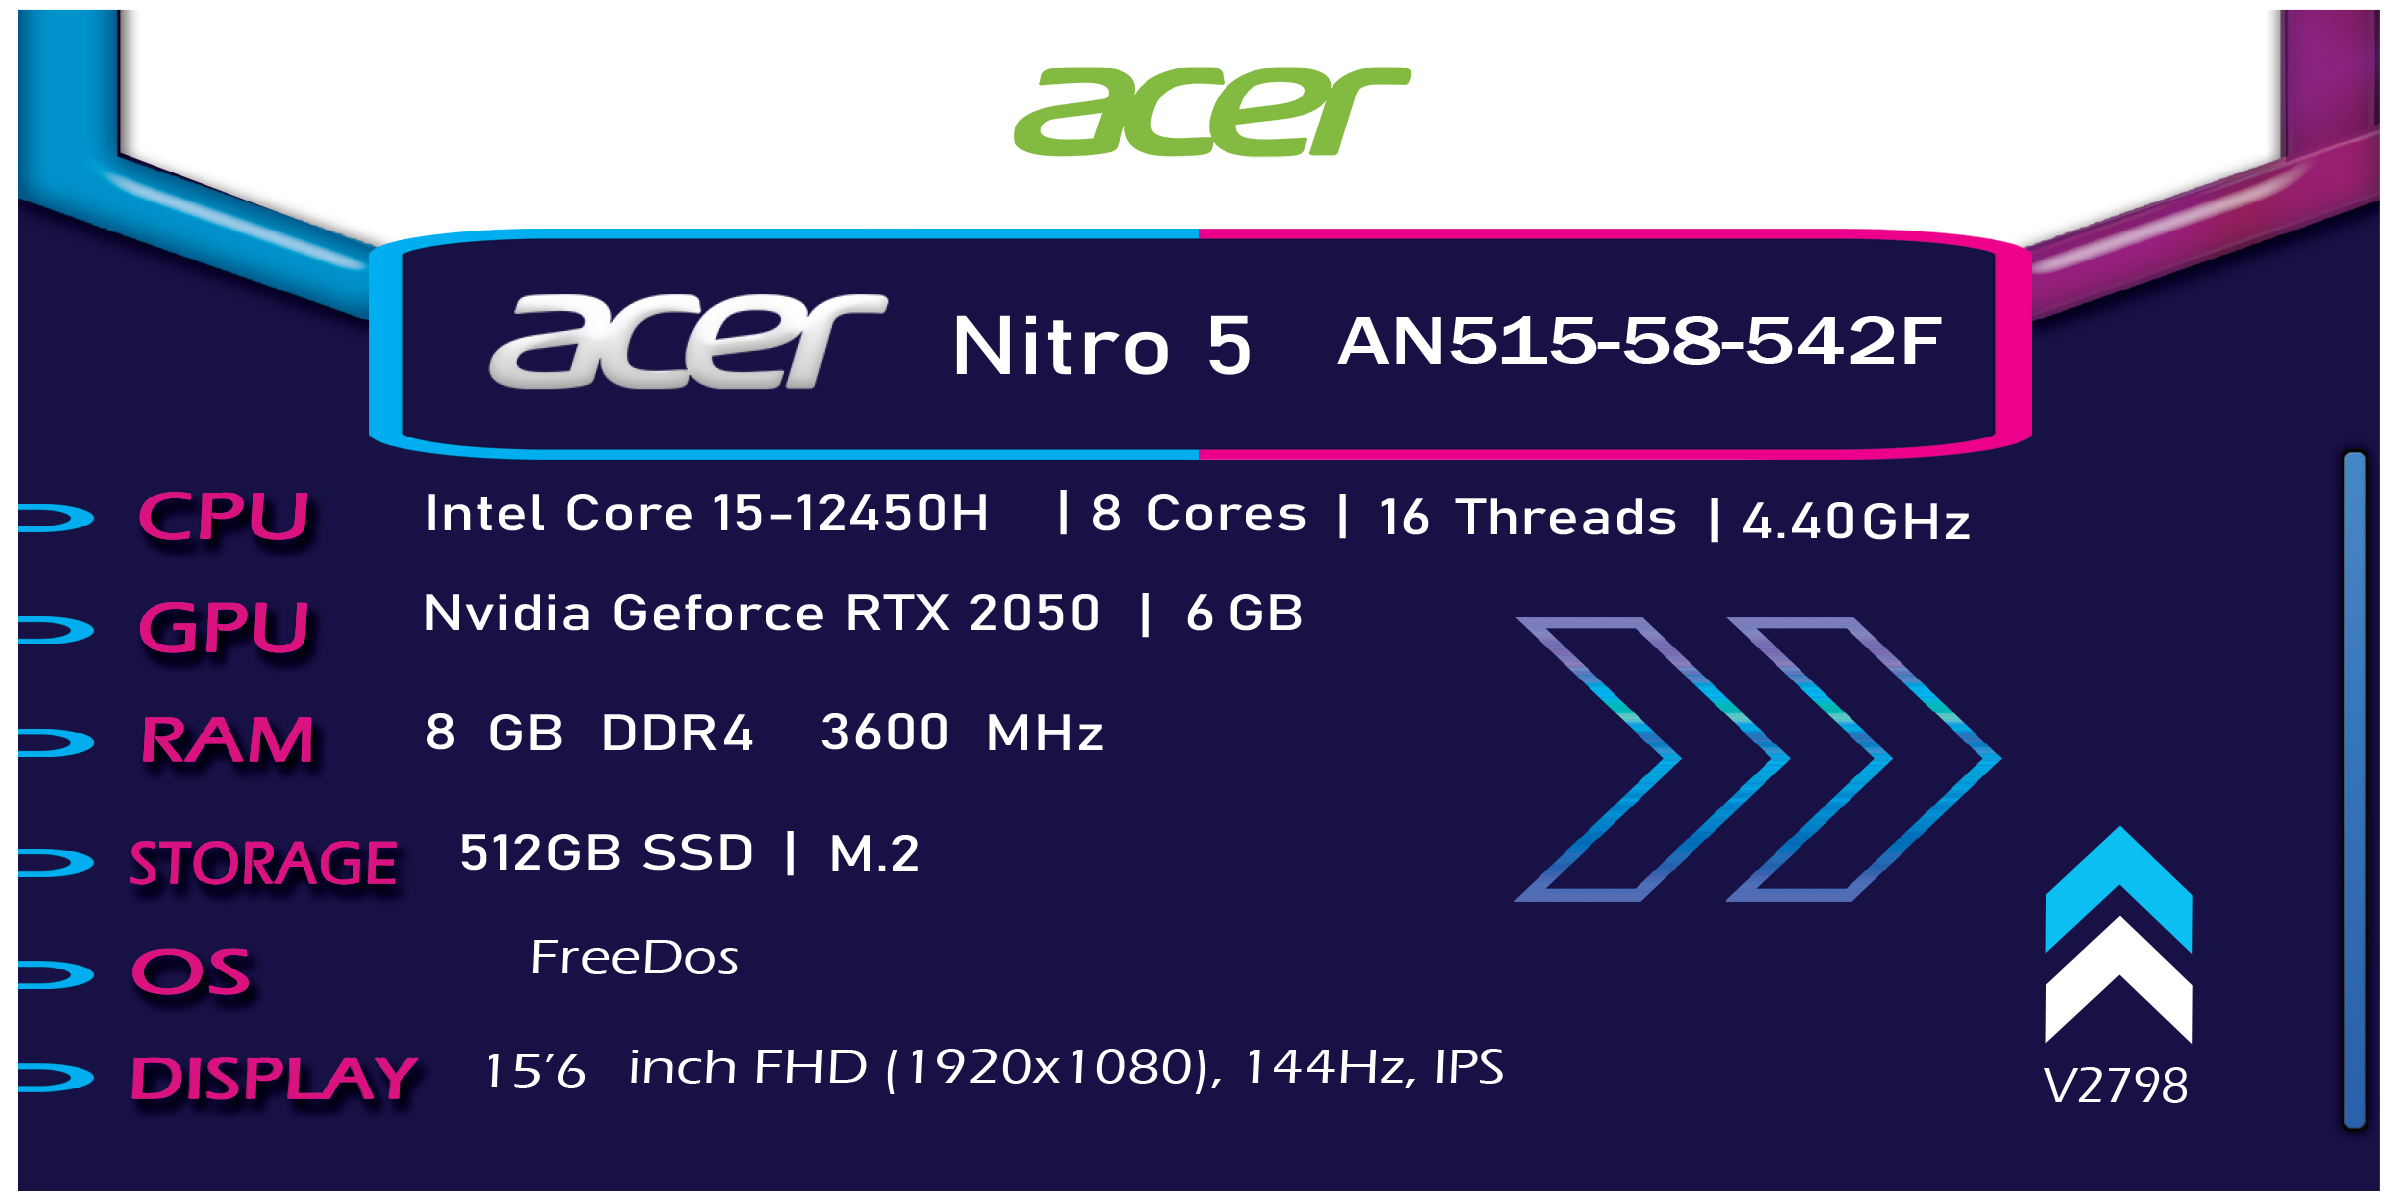 acer
acer Nitro 5 AN515-58-542F
CPU Intel Core 15-12450H | 8 Cores | 16 Threads | 4.40GHz
GPU Nvidia Geforce RTX 2050 | 6 GB
RAM 8 GB DDR4 3600 MHz
STORAGE 512GB SSD | M.2
OS FreeDos
DISPLAY 15'6 inch FHD (1920x1080), 144Hz, IPS
V2798